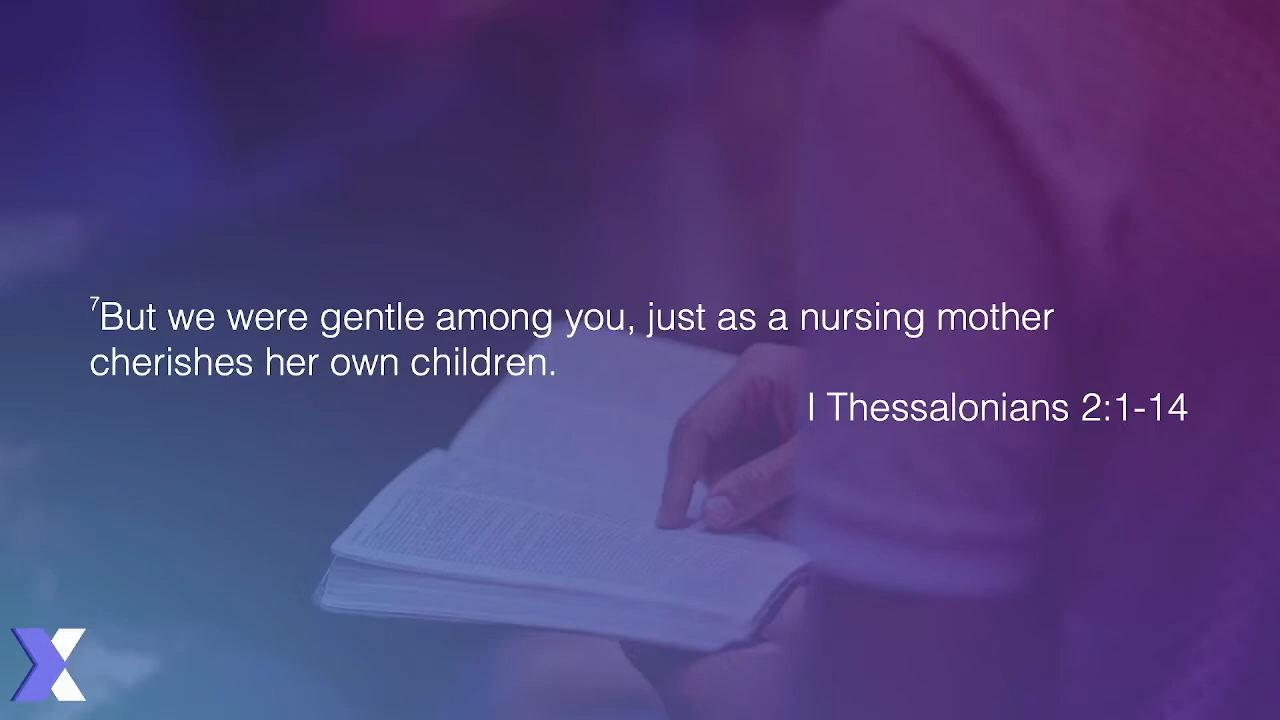 ⁷But we were gentle among you, just as a nursing mother
cherishes her own children.
I Thessalonians 2:1-14